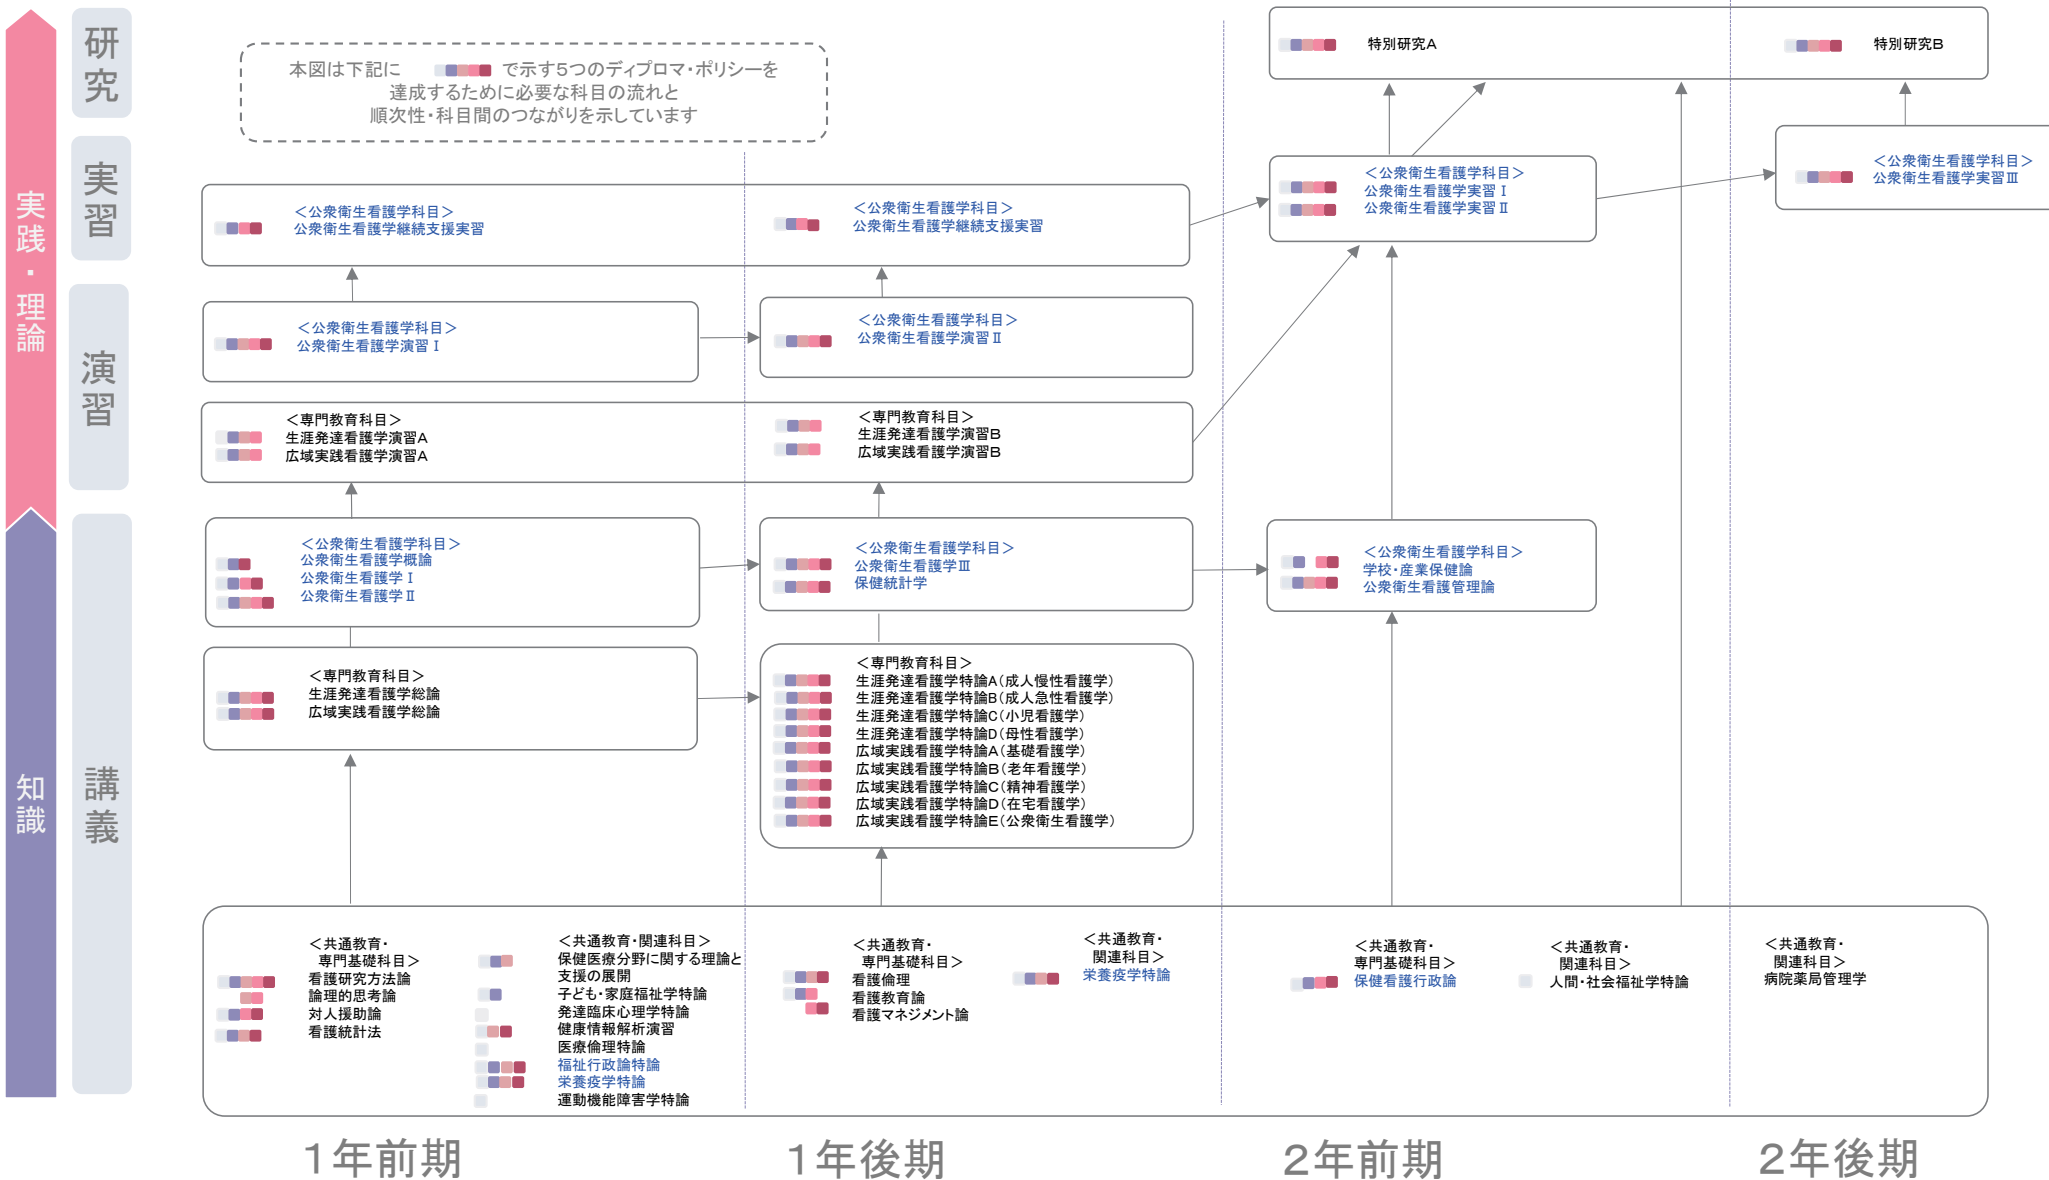 実践・理論
知識
研究
実習
演習
講義
本図は下記に　　で示す5つのディプロマ・ポリシーを
達成するために必要な科目の流れと
順次性・科目間のつながりを示しています
特別研究A
特別研究B
＜公衆衛生看護学科目＞
公衆衛生看護学継続支援実習
＜公衆衛生看護学科目＞
公衆衛生看護学継続支援実習
＜公衆衛生看護学科目＞
公衆衛生看護学実習Ⅰ
公衆衛生看護学実習Ⅱ
＜公衆衛生看護学科目＞
公衆衛生看護学実習Ⅲ
＜公衆衛生看護学科目＞
公衆衛生看護学演習Ⅰ
＜公衆衛生看護学科目＞
公衆衛生看護学演習Ⅱ
＜専門教育科目＞
生涯発達看護学演習A
広域実践看護学演習A
＜専門教育科目＞
生涯発達看護学演習B
広域実践看護学演習B
＜公衆衛生看護学科目＞
公衆衛生看護学概論
公衆衛生看護学Ⅰ
公衆衛生看護学Ⅱ
＜公衆衛生看護学科目＞
公衆衛生看護学Ⅲ
保健統計学
＜公衆衛生看護学科目＞
学校・産業保健論
公衆衛生看護管理論
＜専門教育科目＞
生涯発達看護学総論
広域実践看護学総論
＜専門教育科目＞
生涯発達看護学特論A（成人慢性看護学）
生涯発達看護学特論B（成人急性看護学）
生涯発達看護学特論C（小児看護学）
生涯発達看護学特論D（母性看護学）
広域実践看護学特論A（基礎看護学）
広域実践看護学特論B（老年看護学）
広域実践看護学特論C（精神看護学）
広域実践看護学特論D（在宅看護学）
広域実践看護学特論E（公衆衛生看護学）
＜共通教育・
専門基礎科目＞
看護研究方法論
論理的思考論
対人援助論
看護統計法
＜共通教育・関連科目＞
保健医療分野に関する理論と
支援の展開
子ども・家庭福祉学特論
発達臨床心理学特論
健康情報解析演習
医療倫理特論
福祉行政論特論
栄養疫学特論
運動機能障害学特論
＜共通教育・
専門基礎科目＞
看護倫理
看護教育論
看護マネジメント論
＜共通教育・
関連科目＞
栄養疫学特論
＜共通教育・
専門基礎科目＞
保健看護行政論
＜共通教育・
関連科目＞
人間・社会福祉学特論
＜共通教育・
関連科目＞
病院薬局管理学
1年前期
1年後期
2年前期
2年後期